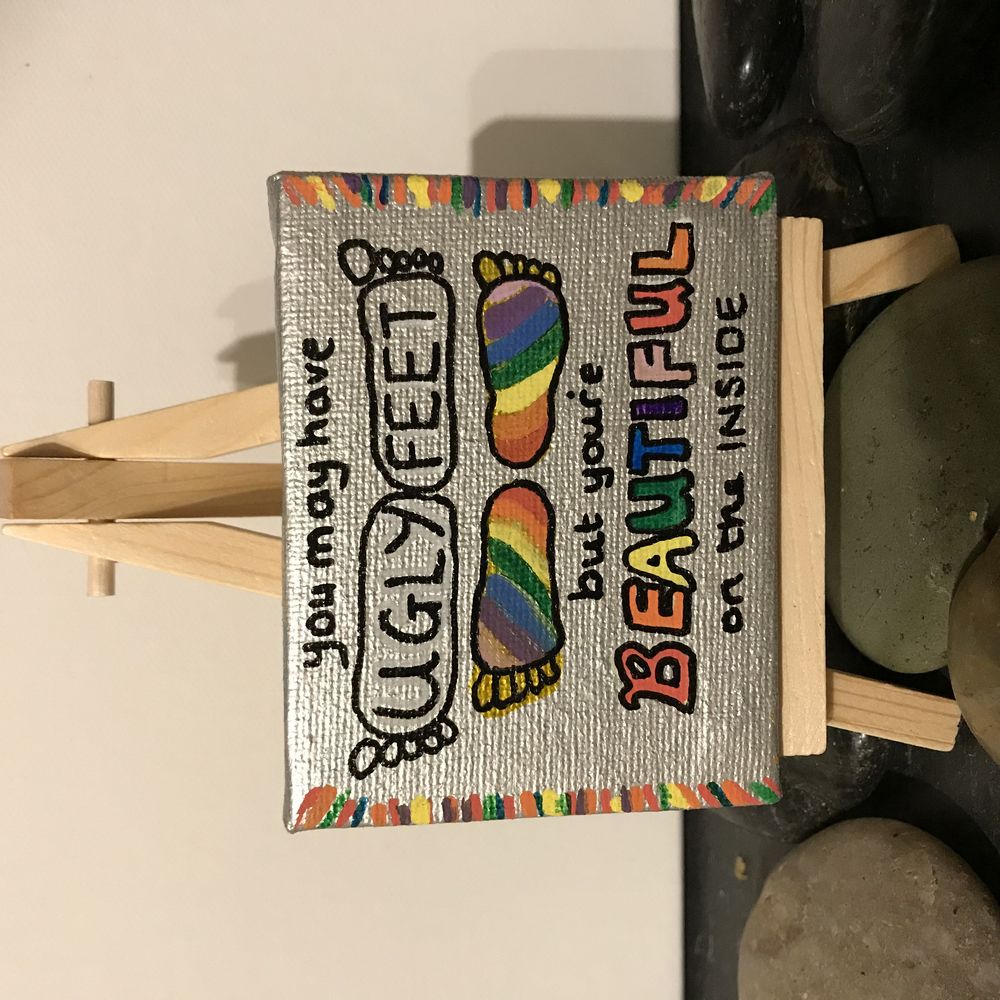 you may have
UGLY FEET
but you're
BEAUTIFUL
on the INSIDE